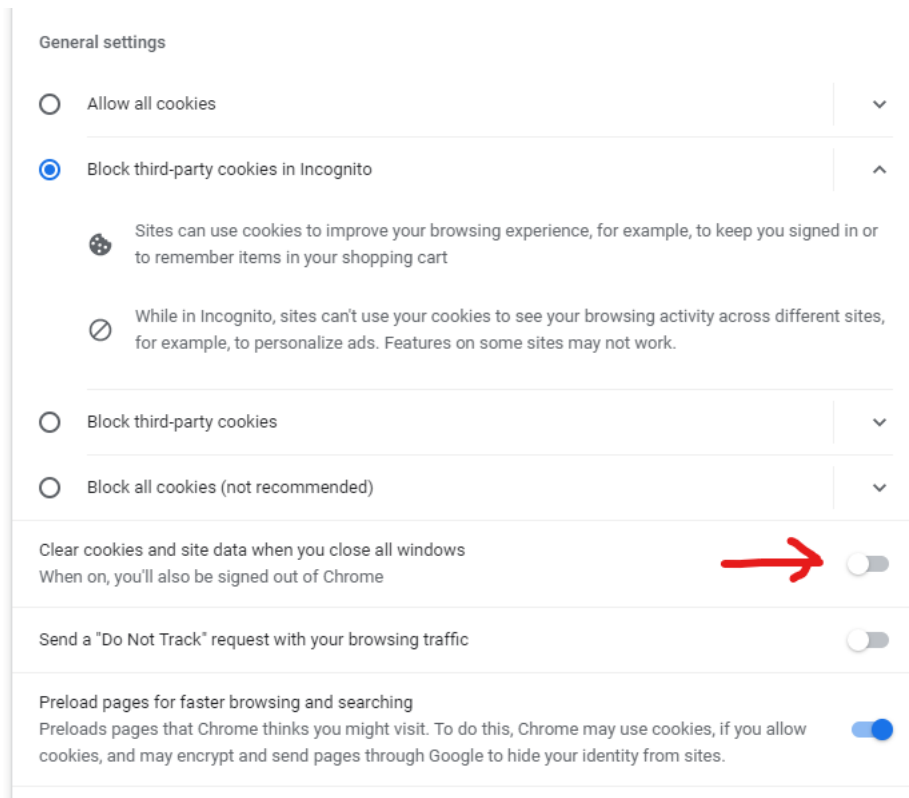 General settings
Allow all cookies
Block third-party cookies in Incognito
Sites can use cookies to improve your browsing experience, for example, to keep you signed in or
to remember items in your shopping cart
While in Incognito, sites can't use your cookies to see your browsing activity across different sites,
for example, to personalize ads. Features on some sites may not work.
Block third-party cookies
Block all cookies (not recommended)
Clear cookies and site data when you close all windows
When on, you'll also be signed out of Chrome
Send a "Do Not Track" request with your browsing traffic
Preload pages for faster browsing and searching
Preloads pages that Chrome thinks you might visit. To do this, Chrome may use cookies, if you allow
cookies, and may encrypt and send pages through Google to hide your identity from sites.